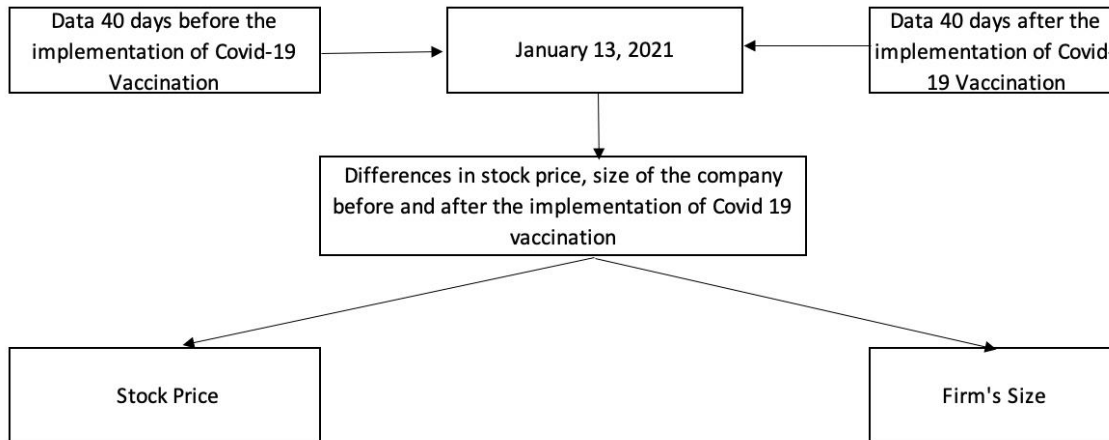 Data 40 days before the
implementation of Covid-19
Vaccination
January 13, 2021
Data 40 days after the
implementation of Covid-
19 Vaccination
Differences in stock price, size of the company
before and after the implementation of Covid 19
vaccination
Stock Price
Firm's Size